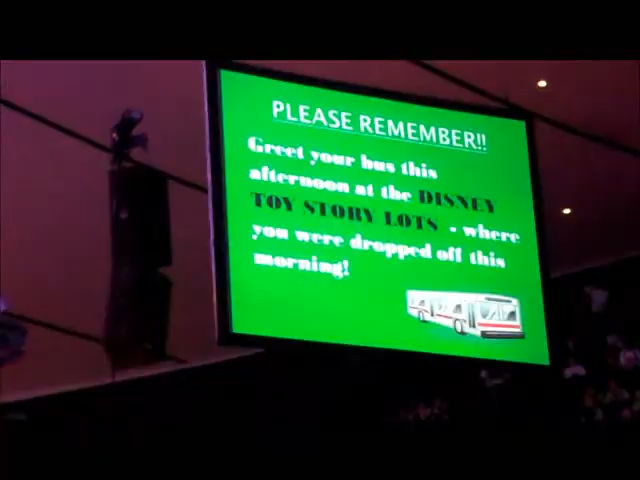 PLEASE REMEMBER!!
Greet your bus this
afternoon at the DISNEY
TOY STORY LOTS - where
you were dropped off this
morning!